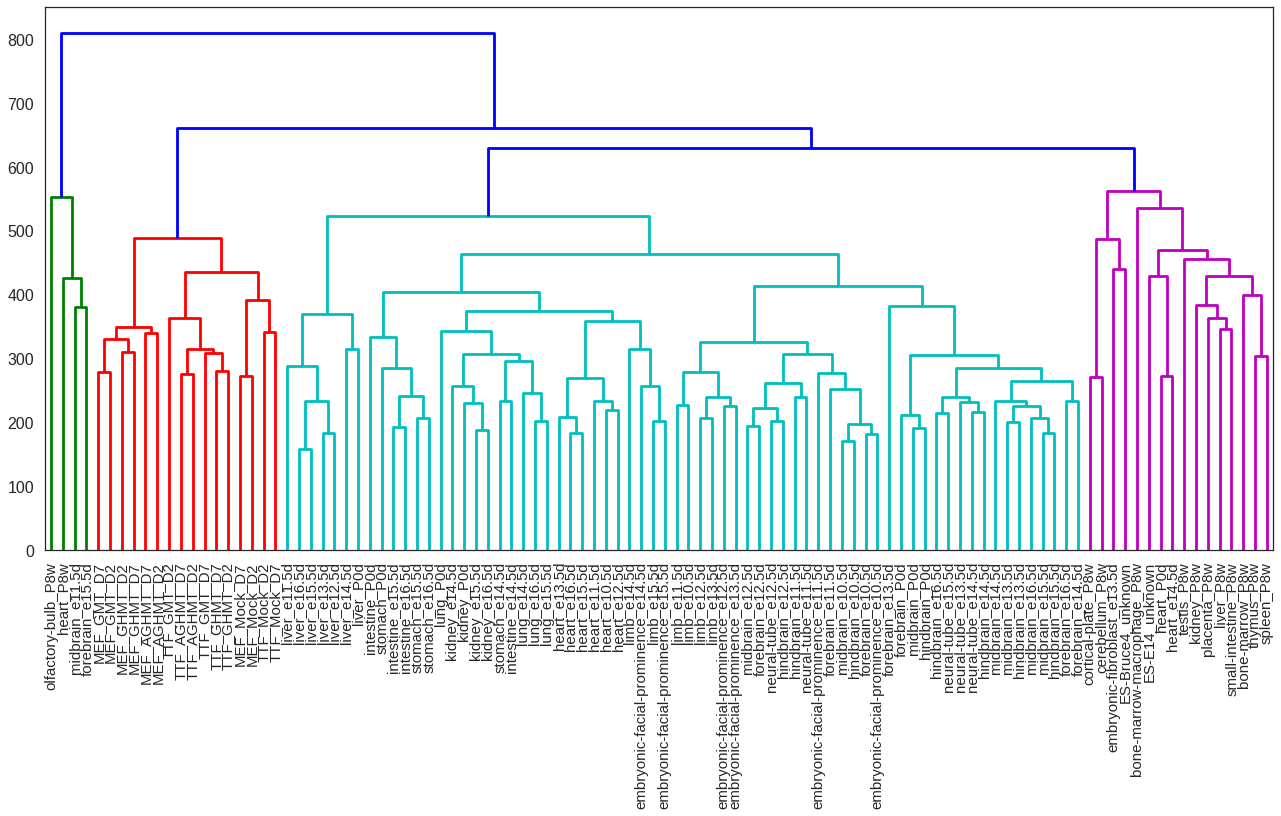 800
700
600
500
400
300
200
100
0
olfactory-bulb_P8w
heart_P8w
midbrain_e11.5d
forebrain_e15.5d
MEF_GMT_D7
MEF_GMT_D2
MEF_GHMT_D2
MEF_GHMT_D7
MEF_AGHMT_D7
MEF_AGHMT_D2
TTF_GMT_D2
TTF_AGHMT_D7
TTF_AGHMT_D2
TTF_GMT_D7
TTF_GHMT_D7
TTF_GHMT_D2
MEF_Mock_D7
MEF_Mock_D2
TTF_Mock_D2
TTF_Mock_D7
liver_e11.5d
liver_e16.5d
liver_e15.5d
liver_e13.5d
liver_e12.5d
liver_e14.5d
liver_P0d
intestine_P0d
stomach_P0d
intestine_e15.5d
intestine_e16.5d
stomach_e15.5d
stomach_e16.5d
lung_P0d
kidney_e14.5d
kidney_P0d
kidney_e15.5d
kidney_e16.5d
stomach_e14.5d
intestine_e14.5d
lung_e14.5d
lung_e16.5d
lung_e15.5d
heart_e13.5d
heart_e16.5d
heart_e15.5d
heart_e11.5d
heart_e10.5d
heart_e12.5d
limb_e14.5d
embryonic-facial-prominence_e14.5d
limb_e15.5d
embryonic-facial-prominence_e15.5d
limb_e11.5d
limb_e10.5d
limb_e12.5d
limb_e13.5d
embryonic-facial-prominence_e12.5d
embryonic-facial-prominence_e13.5d
midbrain_e12.5d
forebrain_e12.5d
neural-tube_e12.5d
hindbrain_e12.5d
hindbrain_e11.5d
neural-tube_e11.5d
embryonic-facial-prominence_e11.5d
forebrain_e11.5d
midbrain_e10.5d
hindbrain_e10.5d
forebrain_e10.5d
embryonic-facial-prominence_e10.5d
forebrain_e13.5d
forebrain_P0d
midbrain_P0d
hindbrain_P0d
hindbrain_e16.5d
neural-tube_e15.5d
neural-tube_e13.5d
neural-tube_e14.5d
hindbrain_e14.5d
midbrain_e14.5d
midbrain_e13.5d
hindbrain_e13.5d
midbrain_e16.5d
midbrain_e15.5d
hindbrain_e15.5d
forebrain_e16.5d
forebrain_e14.5d
cortical-plate_P8w
cerebellum_P8w
embryonic-fibroblast_e13.5d
ES-Bruce4_unknown
bone-marrow-macrophage_P8w
ES-E14_unknown
heart_P0d
heart_e14.5d
testis_P8w
kidney_P8w
placenta_P8w
liver_P8w
small-intestine_P8w
bone-marrow_P8w
thymus_P8w
spleen_P8w